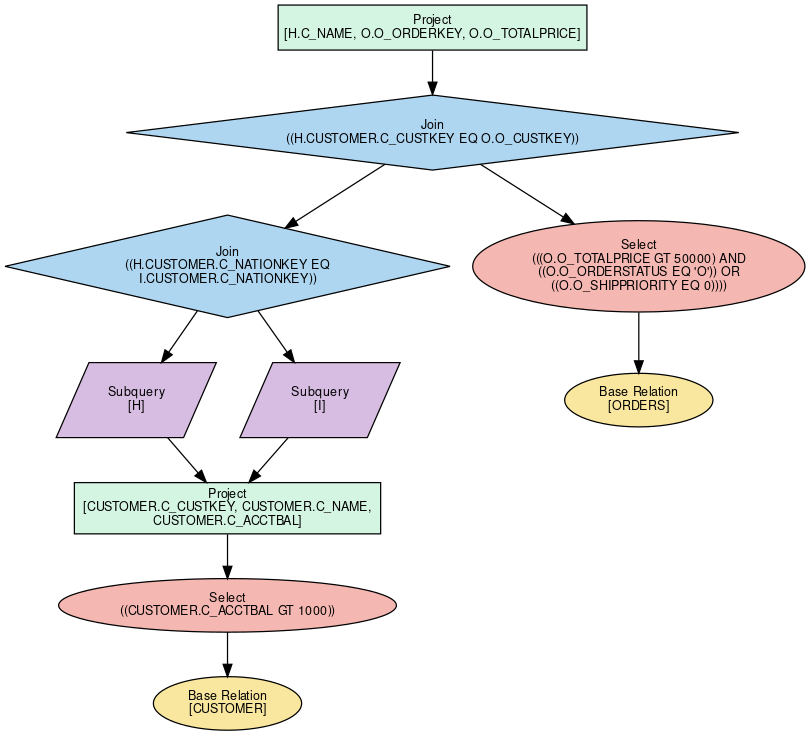 Project
[H.C_NAME, O.O_ORDERKEY, O.O_TOTALPRICE]
Join
((H.CUSTOMER.C_CUSTKEY EQ O.O_CUSTKEY))
Join
((H.CUSTOMER.C_NATIONKEY EQ
I.CUSTOMER.C_NATIONKEY))
Select
(((O.O_TOTALPRICE GT 50000) AND
((O.O_ORDERSTATUS EQ 'O')) OR
((O.O_SHIPPRIORITY EQ 0))))
Subquery
[H]
Subquery
[I]
Base Relation
[ORDERS]
Project
[CUSTOMER.C_CUSTKEY, CUSTOMER.C_NAME,
CUSTOMER.C_ACCTBAL]
Select
((CUSTOMER.C_ACCTBAL GT 1000))
Base Relation
[CUSTOMER]